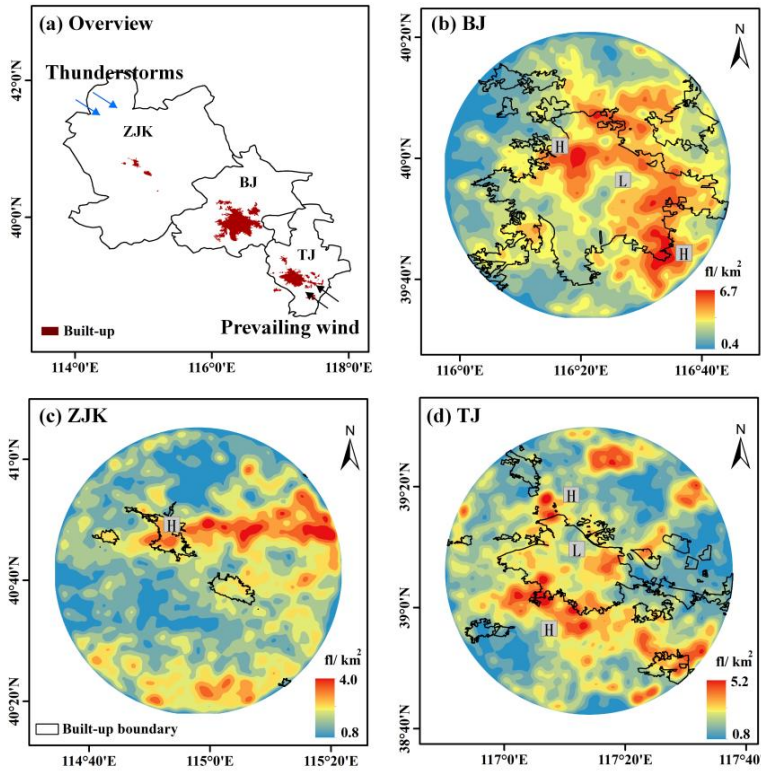 (a) Overview
Thunderstorms
ZJK
BJ
TJ
Built-up
Prevailing wind
42°0'N
40°0'N
114°0'E
116°0'E
118°0'E
(b) BJ
N
H
L
H
fl/ km²
6.7
0.4
40°20'N
40°0'N
39°40'N
116°0'E
116°20'E
116°40'E
(c) ZJK
N
H
fl/ km²
4.0
0.8
Built-up boundary
41°0'N
40°40'N
40°20'N
114°40'E
115°0'E
115°20'E
(d) TJ
N
H
L
H
fl/ km²
5.2
0.8
39°20'N
39°0'N
38°40'N
117°0'E
117°20'E
117°40'E